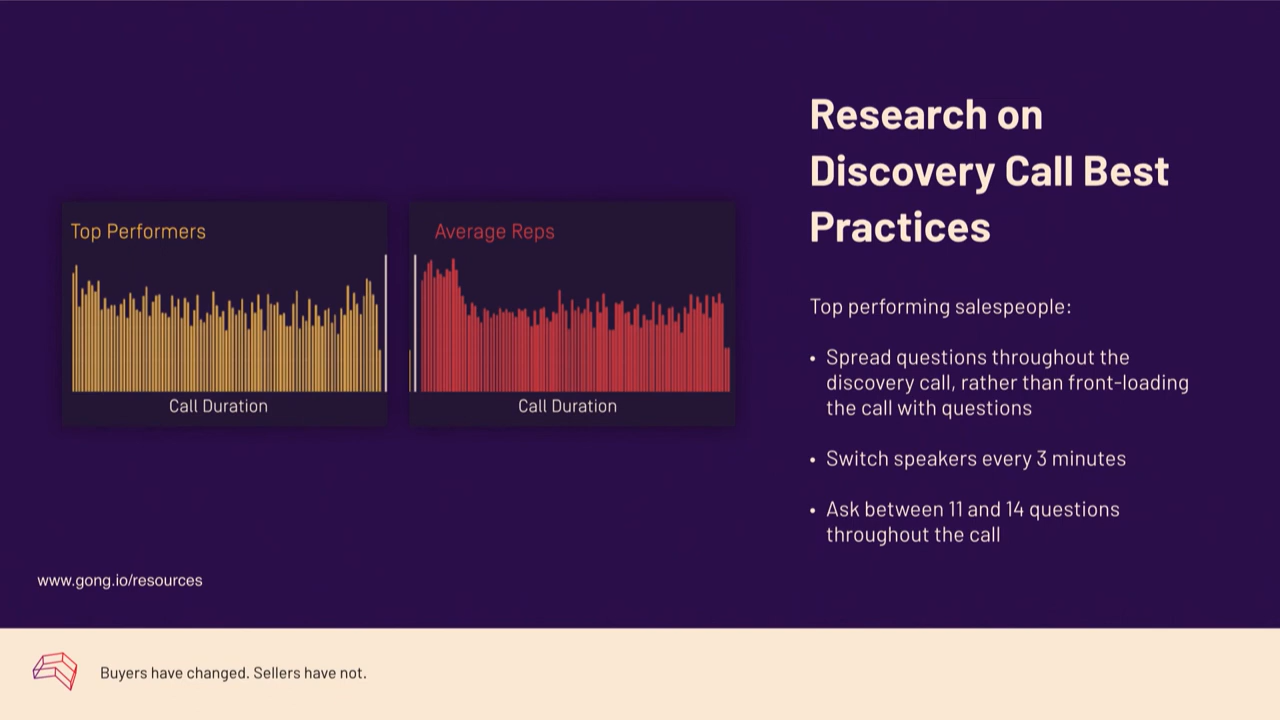 Research on
Discovery Call Best
Practices
Top Performers
Call Duration
Average Reps
Call Duration
Top performing salespeople:
• Spread questions throughout the
discovery call, rather than front-loading
the call with questions
• Switch speakers every 3 minutes
• Ask between 11 and 14 questions
throughout the call
www.gong.io/resources
Buyers have changed. Sellers have not.